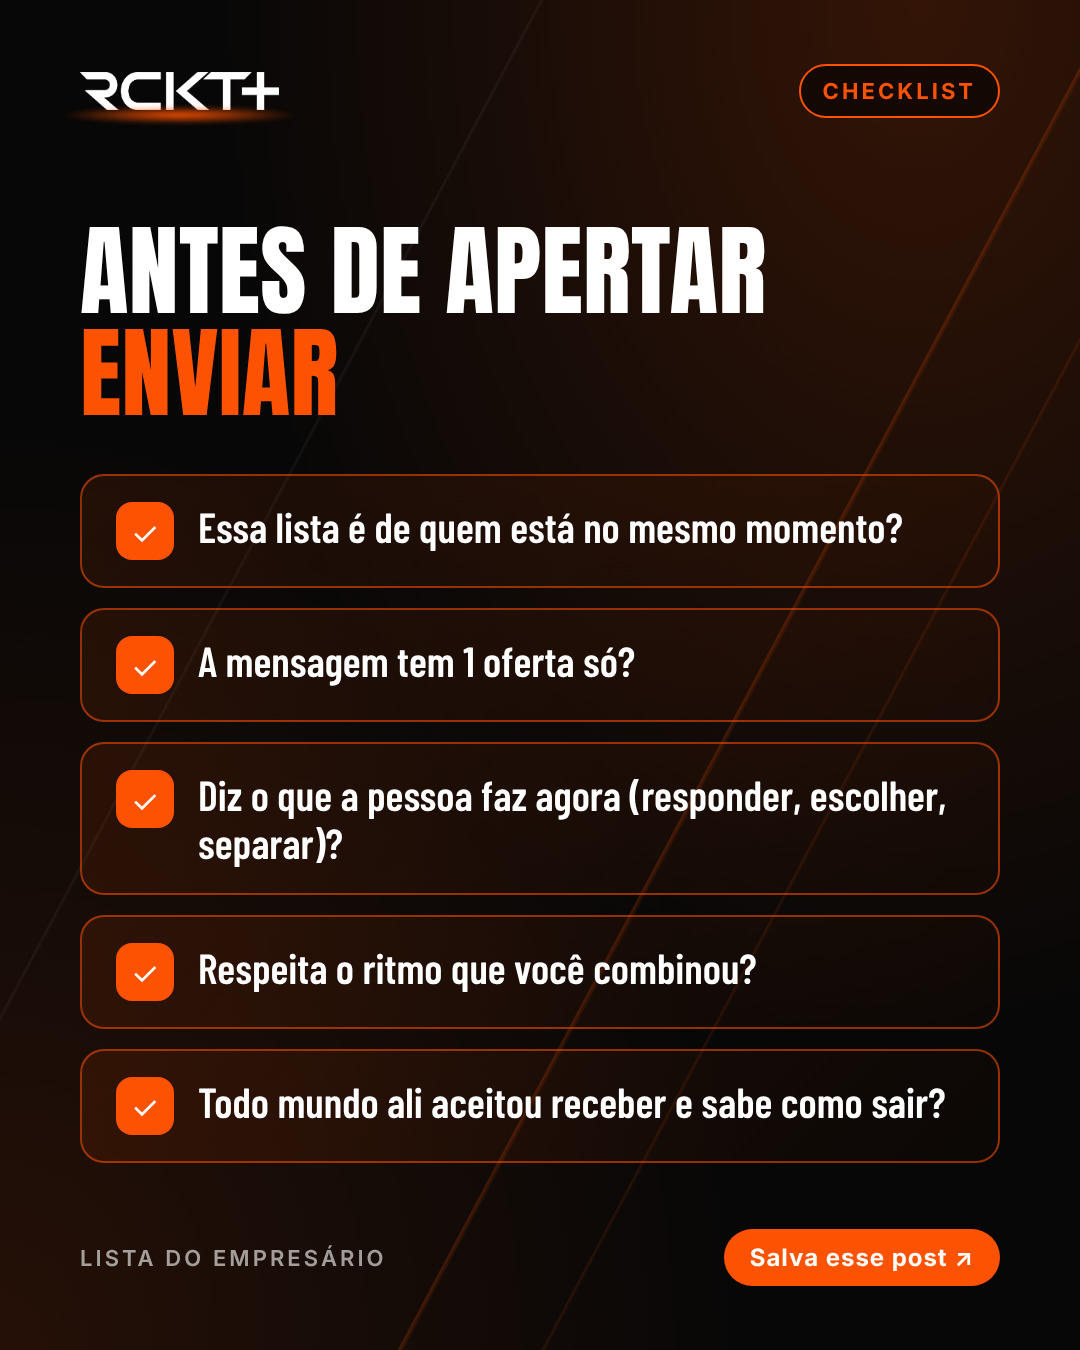 RCKT+
CHECKLIST
ANTES DE APERTAR
ENVIAR
Essa lista é de quem está no mesmo momento?
A mensagem tem 1 oferta só?
Diz o que a pessoa faz agora (responder, escolher,
separar)?
Respeita o ritmo que você combinou?
Todo mundo ali aceitou receber e sabe como sair?
LISTA DO EMPRESÁRIO
Salva esse post ↗